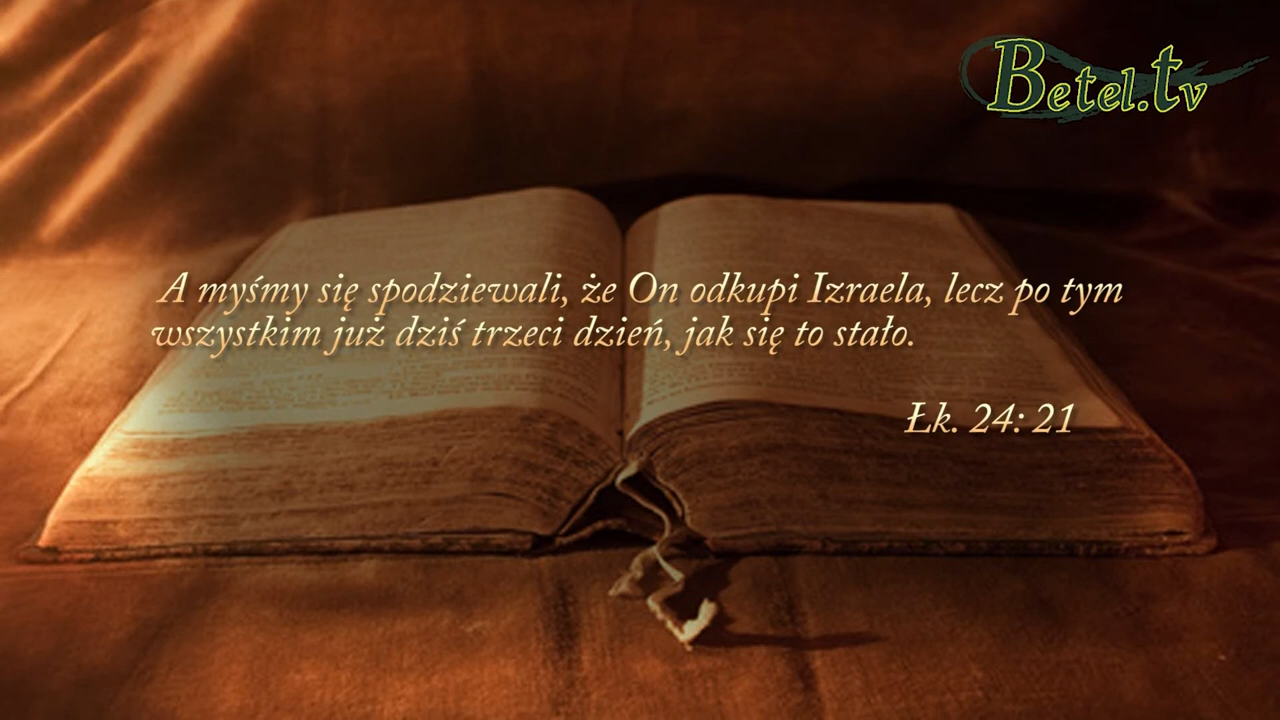 Betel.tv
A myśmy się spodziewali, że On odkupi Izraela, lecz po tym
wszystkim już dziś trzeci dzień, jak się to stało.
Łk. 24: 21